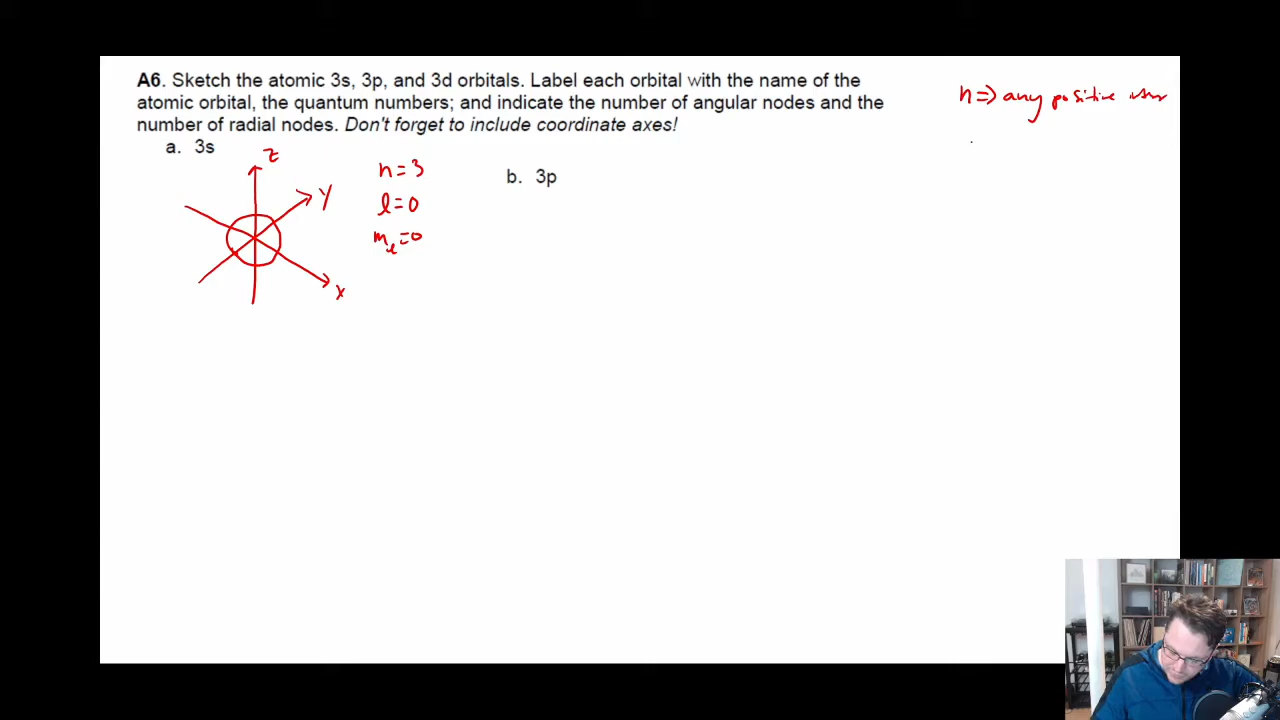 A6. Sketch the atomic 3s, 3p, and 3d orbitals. Label each orbital with the name of the
atomic orbital, the quantum numbers; and indicate the number of angular nodes and the
number of radial nodes. Don't forget to include coordinate axes!
a. 3s
z
y
x
n=3
l=0
mₗ=0
b. 3p
n⇒ any positive